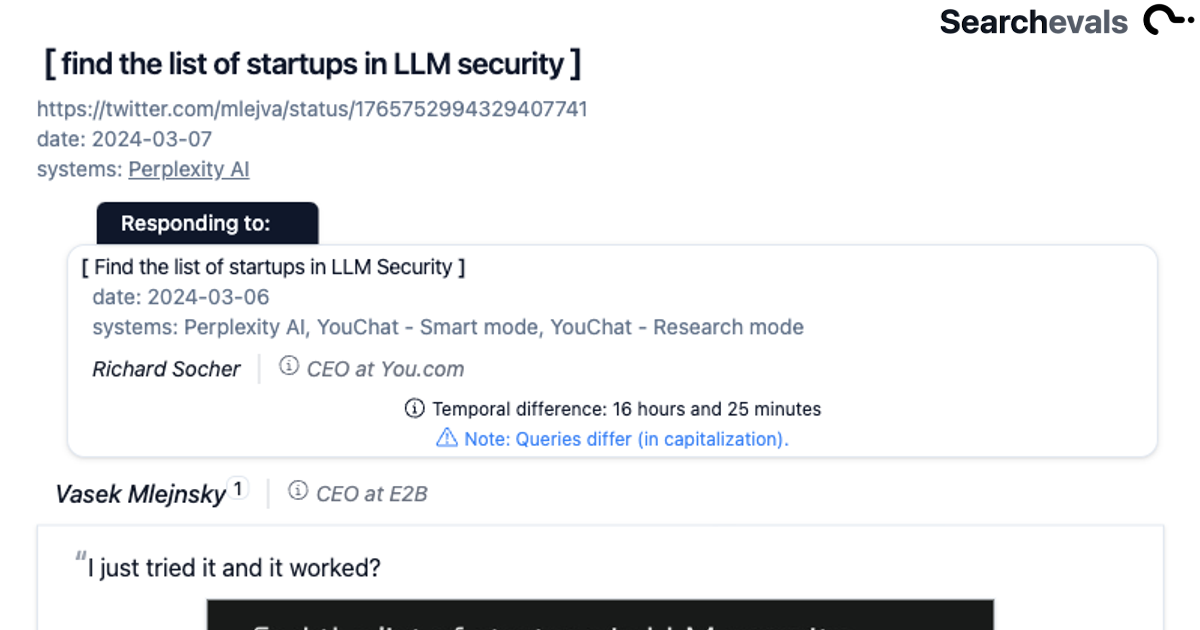 Searchevals
[ find the list of startups in LLM security ]
https://twitter.com/mlejva/status/1765752994329407741
date: 2024-03-07
systems: Perplexity AI
Responding to:
[ Find the list of startups in LLM Security ]
date: 2024-03-06
systems: Perplexity AI, YouChat - Smart mode, YouChat - Research mode
Richard Socher | CEO at You.com
Temporal difference: 16 hours and 25 minutes
Note: Queries differ (in capitalization).
Vasek Mlejnsky 1 | CEO at E2B
“I just tried it and it worked?